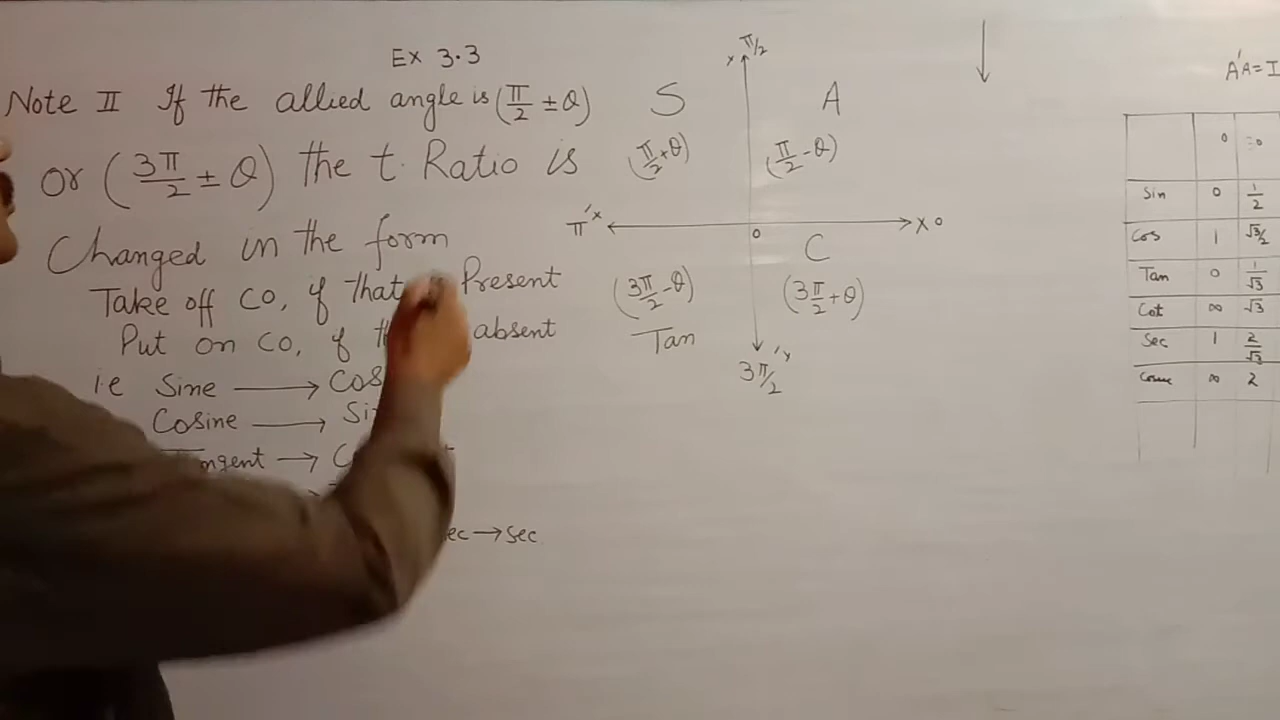 Ex 3.3
Note II If the allied angle is (π/2 ± θ)
or (3π/2 ± θ) the t. Ratio is
Changed in the form
Take off co, if that is Present
Put on co, if absent
i.e Sine → Cos
Cosine → Si
ngent → C
ec → sec
π/2
S A
(π/2 + θ) (π/2 - θ)
π x' 0 X 0
C
(3π/2 - θ) (3π/2 + θ)
Tan
y'
3π/2
A'A = I
0
Sin 0 1/2
Cos 1 √3/2
Tan 0 1/√3
Cot ∞ √3
Sec 1 2/√3
∞ 2